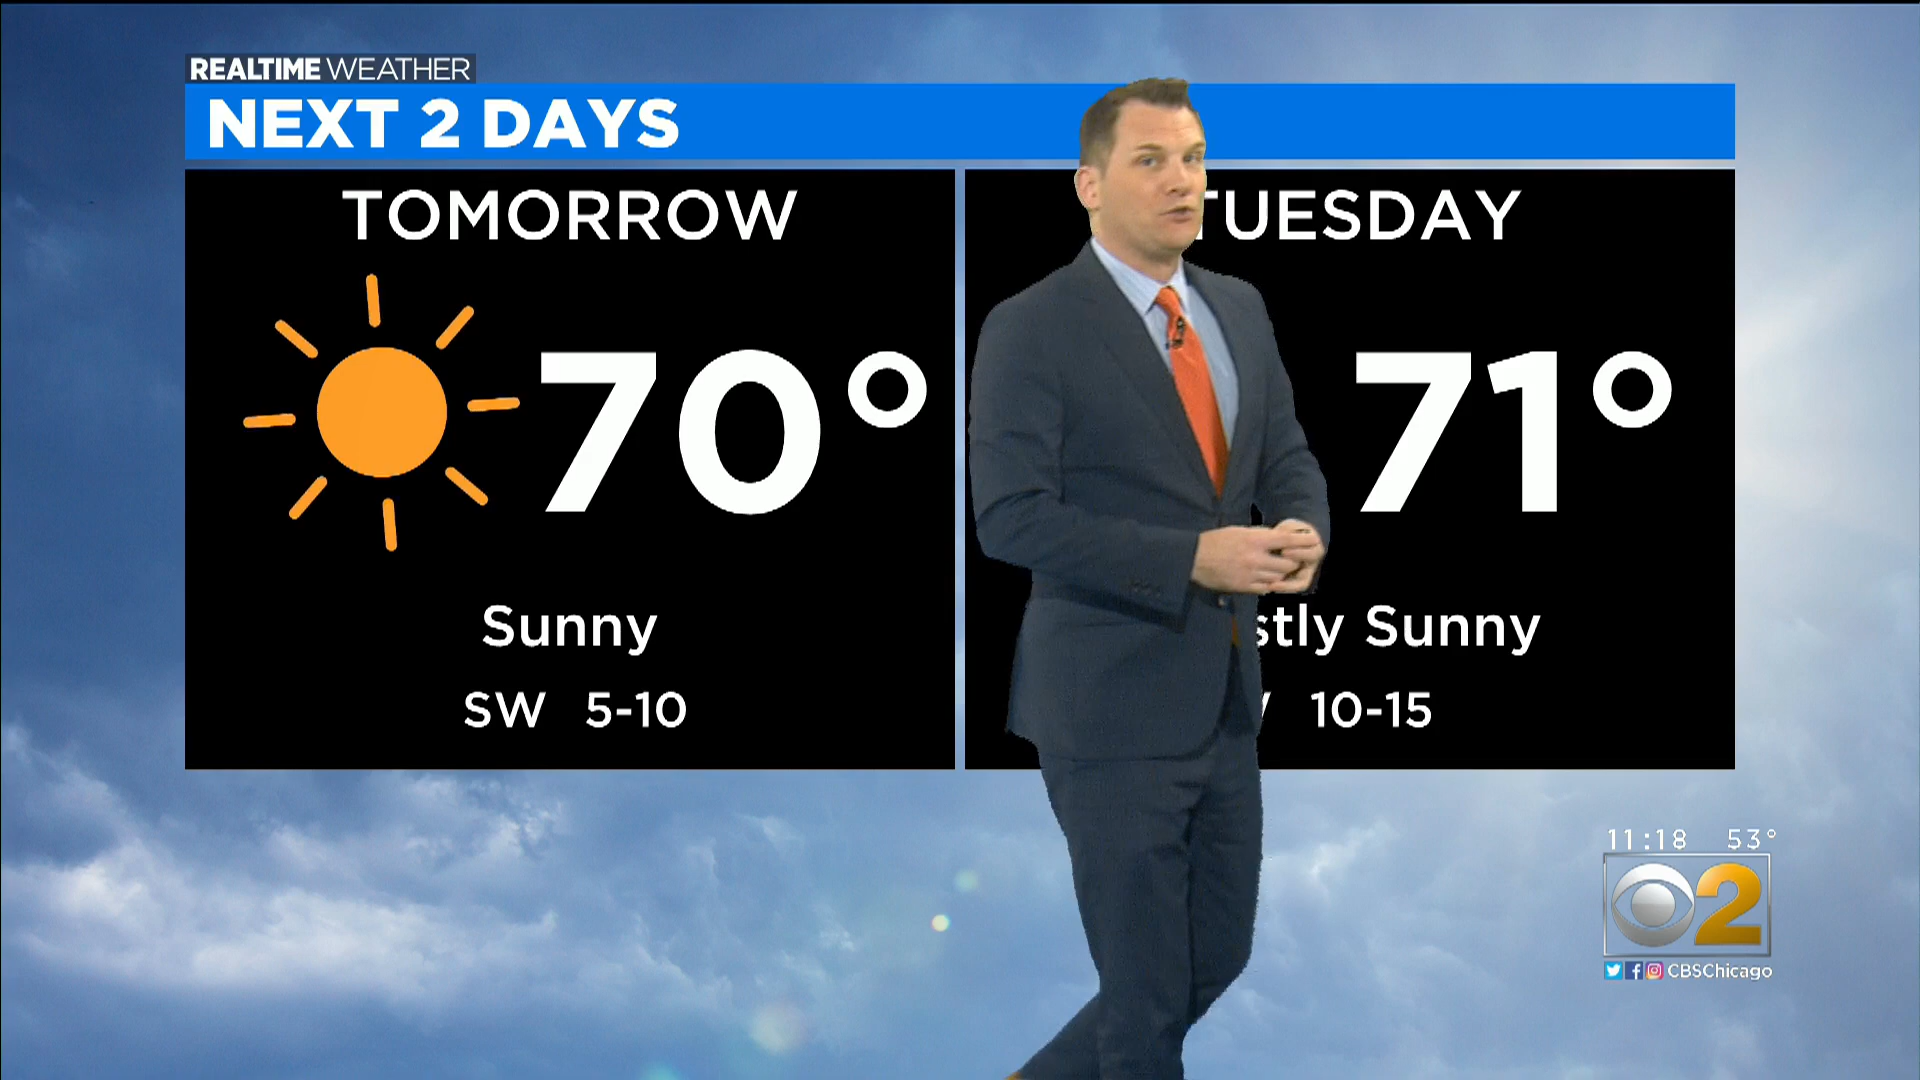 REALTIME WEATHER
NEXT 2 DAYS
TOMORROW
70°
Sunny
SW 5-10
TUESDAY
71°
stly Sunny
10-15
11:18 53°
2
CBSChicago